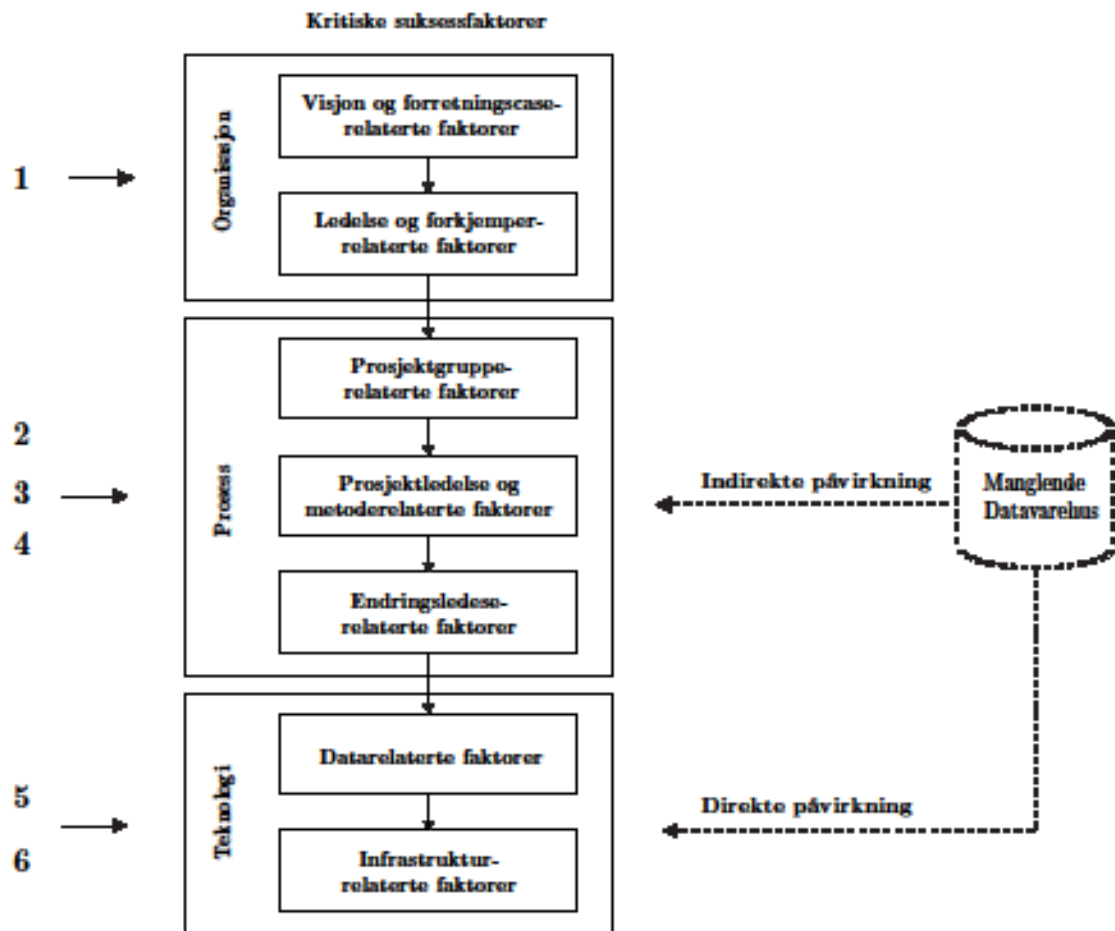 Kritiske suksessfaktorer
Organisasjon
Visjon og forretningscase-
relaterte faktorer
1
Ledelse og forkjemper-
relaterte faktorer
Prosess
Prosjektgruppe-
relaterte faktorer
2
3
4
Prosjektledelse og
metoderelaterte faktorer
Indirekte påvirkning
Manglende
Datavarehus
Endringsledese-
relaterte faktorer
Teknologi
Datarelaterte faktorer
5
6
Direkte påvirkning
Infrastruktur-
relaterte faktorer